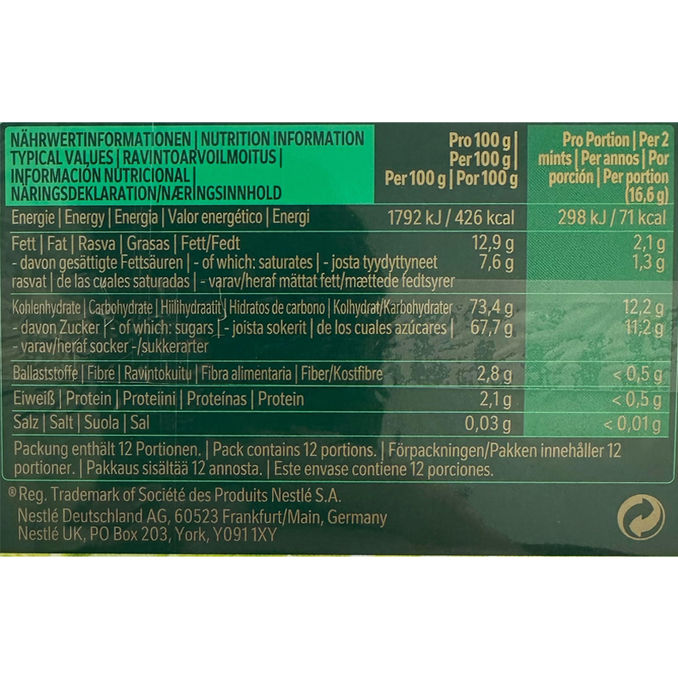 NÄHRWERTINFORMATIONEN | NUTRITION INFORMATION
TYPICAL VALUES | RAVINTOARVOILMOITUS |
INFORMACIÓN NUTRICIONAL |
NÄRINGSDEKLARATION/NÆRINGSINNHOLD
Pro 100 g |
Per 100 g |
Per 100 g | Por 100 g
Pro Portion | Per 2
mints | Per annos | Por
porción | Per portion
(16,6 g)
Energie | Energy | Energia | Valor energético | Energi 1792 kJ / 426 kcal 298 kJ / 71 kcal
Fett | Fat | Rasva | Grasas | Fett/Fedt 12,9 g 2,1 g
- davon gesättigte Fettsäuren | - of which: saturates | - josta tyydyttyneet 7,6 g 1,3 g
rasvat | de las cuales saturadas | - varav/heraf mättat fett/mættede fedtsyrer
Kohlenhydrate | Carbohydrate | Hiilihydraatit | Hidratos de carbono | Kolhydrat/Karbohydrater 73,4 g 12,2 g
- davon Zucker | - of which: sugars | - joista sokerit | de los cuales azúcares | 67,7 g 11,2 g
- varav/heraf socker -/sukkerarter
Ballaststoffe | Fibre | Ravintokuitu | Fibra alimentaria | Fiber/Kostfibre 2,8 g < 0,5 g
Eiweiß | Protein | Proteiini | Proteínas | Protein 2,1 g < 0,5 g
Salz | Salt | Suola | Sal 0,03 g < 0,01 g
Packung enthält 12 Portionen. | Pack contains 12 portions. | Förpackningen/Pakken innehåller 12
portioner. | Pakkaus sisältää 12 annosta. | Este envase contiene 12 porciones.
® Reg. Trademark of Société des Produits Nestlé S.A.
Nestlé Deutschland AG, 60523 Frankfurt/Main, Germany
Nestlé UK, PO Box 203, York, YO91 1XY